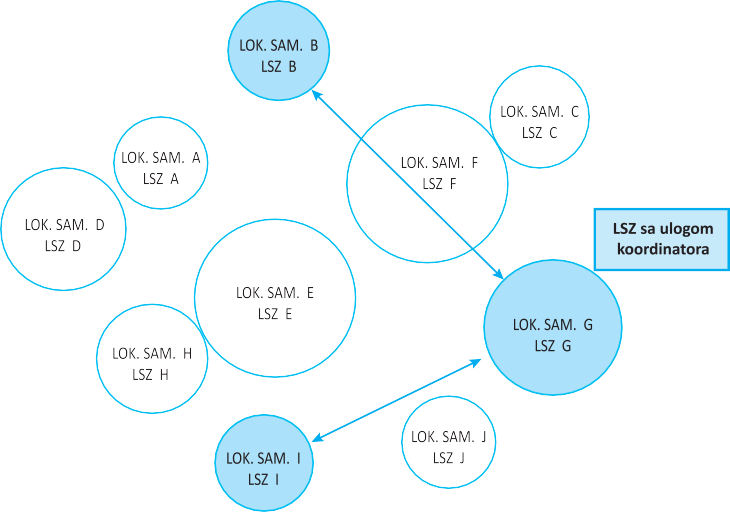 LOK. SAM. B
LSZ B
LOK. SAM. C
LSZ C
LOK. SAM. A
LSZ A
LOK. SAM. F
LSZ F
LOK. SAM. D
LSZ D
LSZ sa ulogom
koordinatora
LOK. SAM. E
LSZ E
LOK. SAM. G
LSZ G
LOK. SAM. H
LSZ H
LOK. SAM. J
LSZ J
LOK. SAM. I
LSZ I